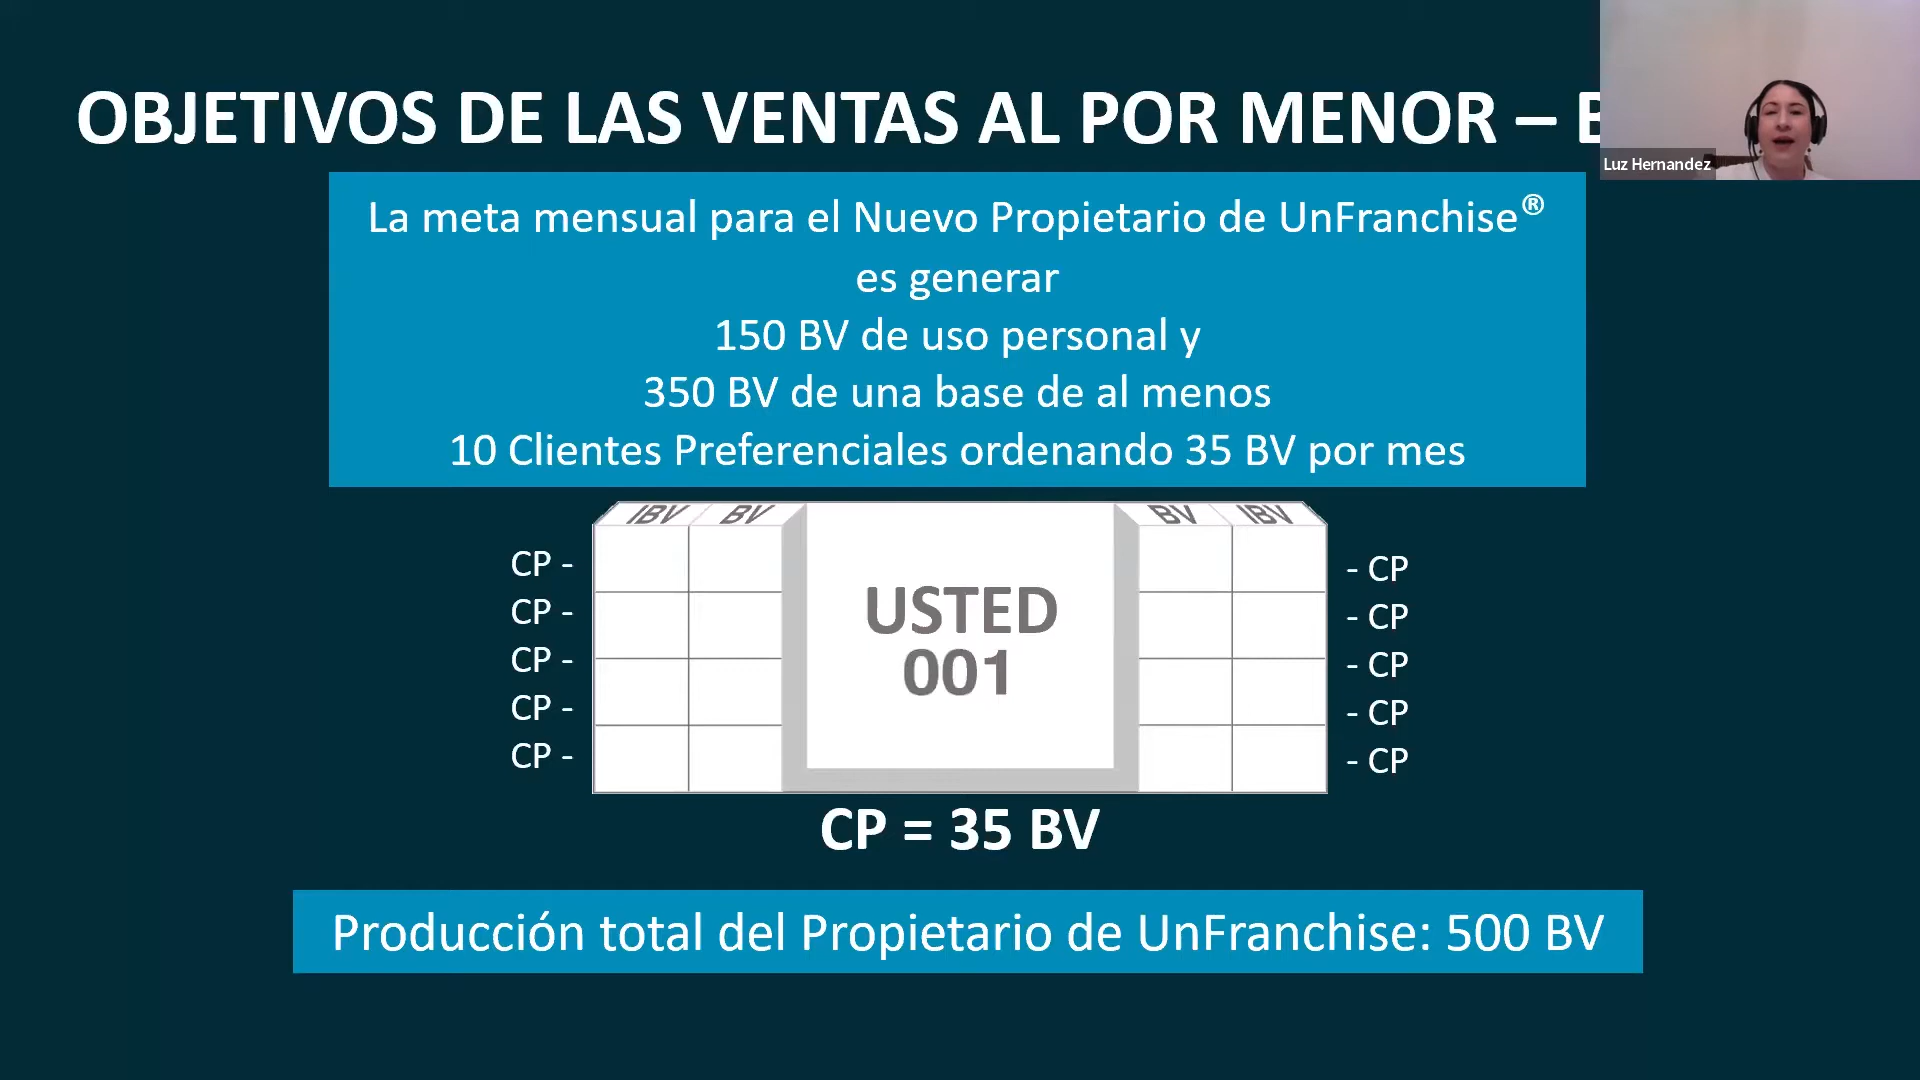 OBJETIVOS DE LAS VENTAS AL POR MENOR –
Luz Hernandez
La meta mensual para el Nuevo Propietario de UnFranchise®
es generar
150 BV de uso personal y
350 BV de una base de al menos
10 Clientes Preferenciales ordenando 35 BV por mes
IBV BV BV IBV
CP - - CP
CP - - CP
USTED
CP - - CP
001
CP - - CP
CP - - CP
CP = 35 BV
Producción total del Propietario de UnFranchise: 500 BV